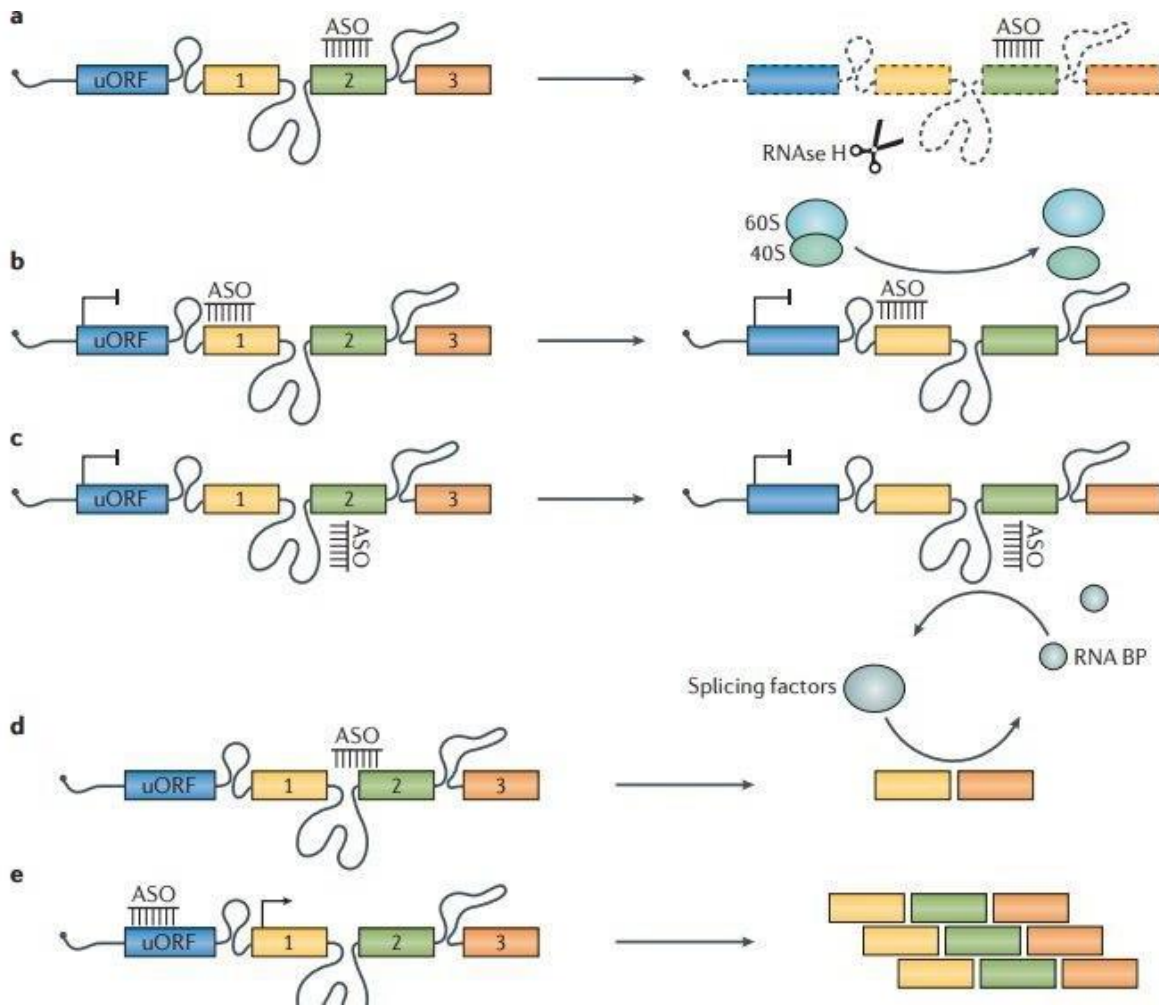 a
ASO
uORF 1 2 3
ASO
RNAse H
60S
40S
b
ASO
uORF 1 2 3
ASO
c
uORF 1 2 3
ASO
ASO
RNA BP
Splicing factors
d
ASO
uORF 1 2 3
e
ASO
uORF 1 2 3